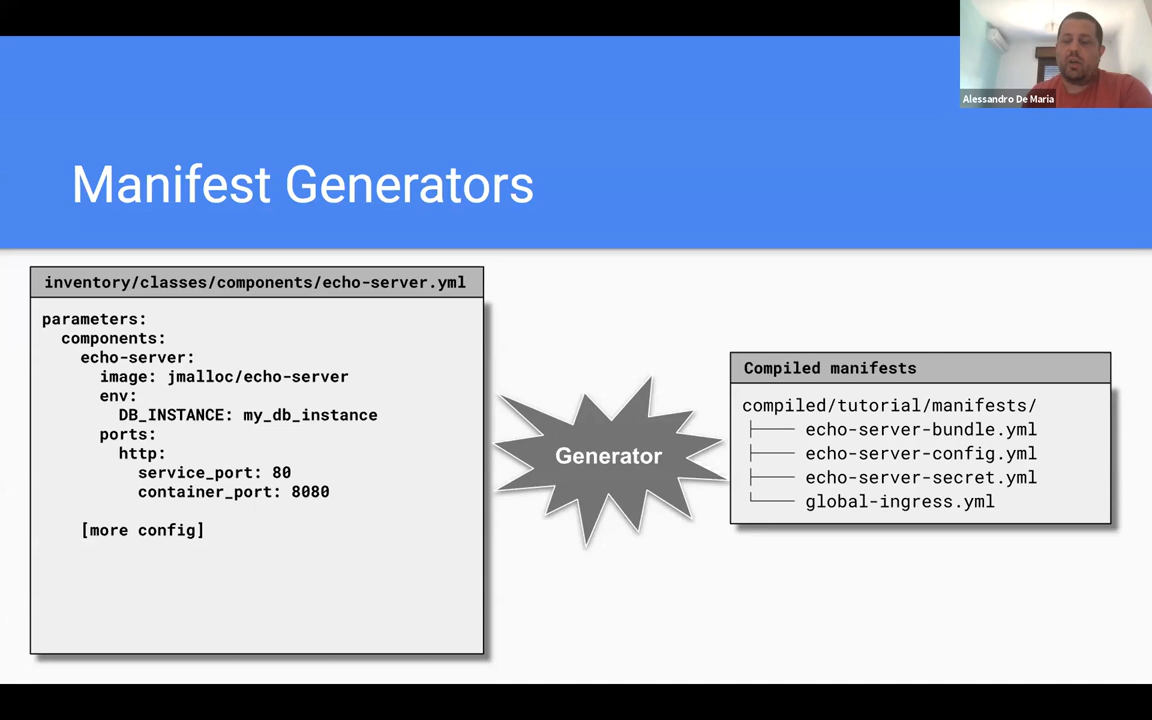 Alessandro De Maria
Manifest Generators
inventory/classes/components/echo-server.yml
parameters:
components:
echo-server:
image: jmalloc/echo-server
env:
DB_INSTANCE: my_db_instance
ports:
http:
service_port: 80
container_port: 8080
[more config]
Generator
Compiled manifests
compiled/tutorial/manifests/
├── echo-server-bundle.yml
├── echo-server-config.yml
├── echo-server-secret.yml
└── global-ingress.yml